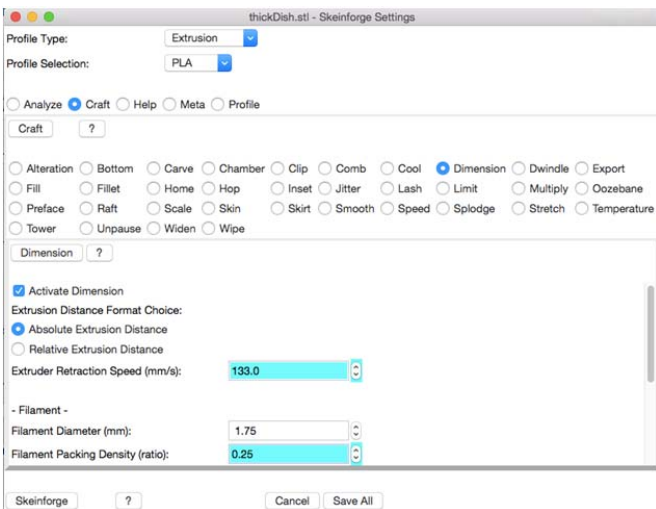 thickDish.stl - Skeinforge Settings
Profile Type: Extrusion
Profile Selection: PLA
Analyze Craft Help Meta Profile
Craft ?
Alteration Bottom Carve Chamber Clip Comb Cool Dimension Dwindle Export
Fill Fillet Home Hop Inset Jitter Lash Limit Multiply Oozebane
Preface Raft Scale Skin Skirt Smooth Speed Splodge Stretch Temperature
Tower Unpause Widen Wipe
Dimension ?
Activate Dimension
Extrusion Distance Format Choice:
Absolute Extrusion Distance
Relative Extrusion Distance
Extruder Retraction Speed (mm/s): 133.0
- Filament -
Filament Diameter (mm): 1.75
Filament Packing Density (ratio): 0.25
Skeinforge ? Cancel Save All